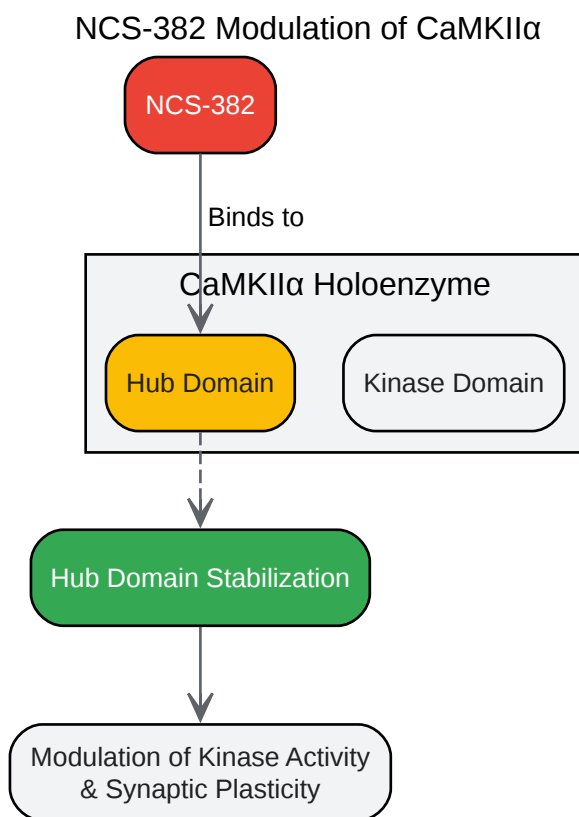 NCS-382 Modulation of CaMKIIα
NCS-382
Binds to
CaMKIIα Holoenzyme
Hub Domain
Kinase Domain
Hub Domain Stabilization
Modulation of Kinase Activity
& Synaptic Plasticity